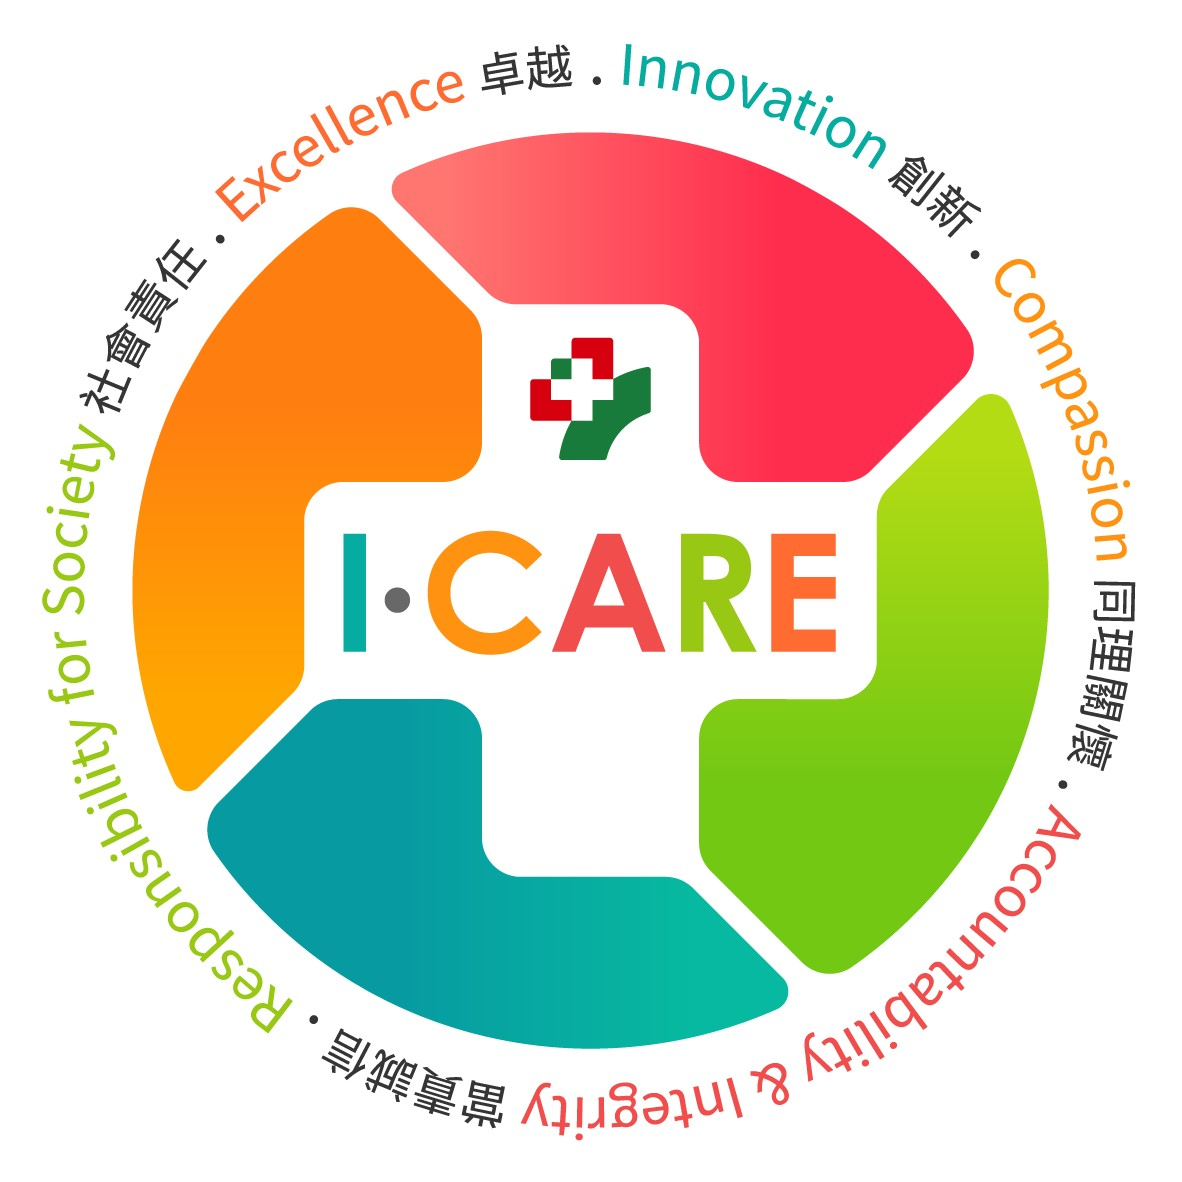 Innovation 創新 . Compassion 同理關懷 . Accountability & Integrity 當責誠信 . Responsibility for Society 社會責任 . Excellence 卓越 .
I·CARE